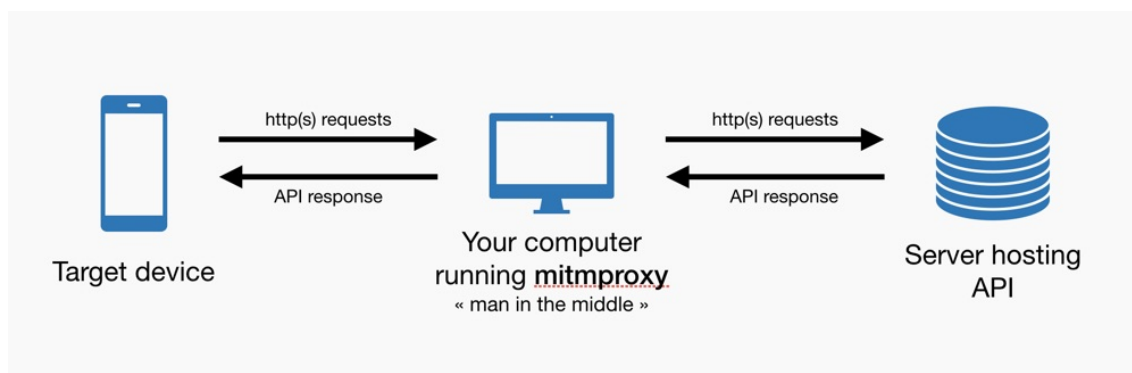 http(s) requests
API response
http(s) requests
API response
Target device
Your computer
running mitmproxy
« man in the middle »
Server hosting
API